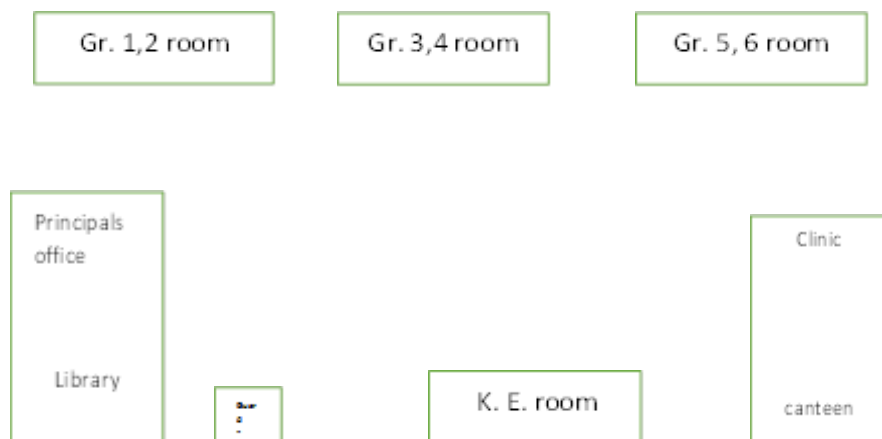 Gr. 1,2 room
Gr. 3,4 room
Gr. 5, 6 room
Principals
office
Clinic
Library
K. E. room
canteen